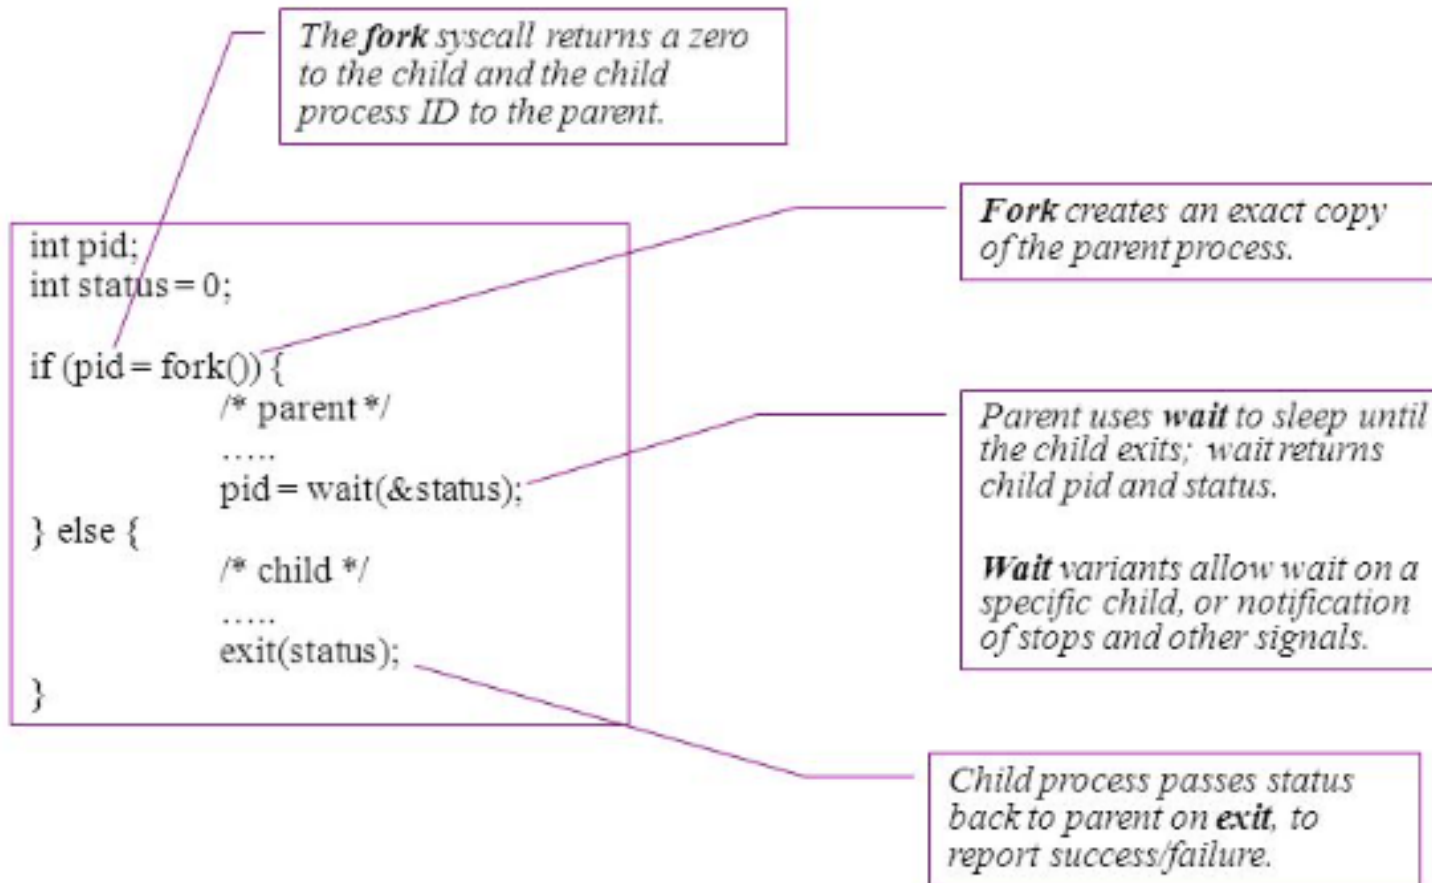 The fork syscall returns a zero
to the child and the child
process ID to the parent.
Fork creates an exact copy
of the parent process.
int pid;
int status = 0;
if (pid = fork()) {
/* parent */
.....
pid = wait(&status);
} else {
/* child */
.....
exit(status);
}
Parent uses wait to sleep until
the child exits; wait returns
child pid and status.
Wait variants allow wait on a
specific child, or notification
of stops and other signals.
Child process passes status
back to parent on exit, to
report success/failure.